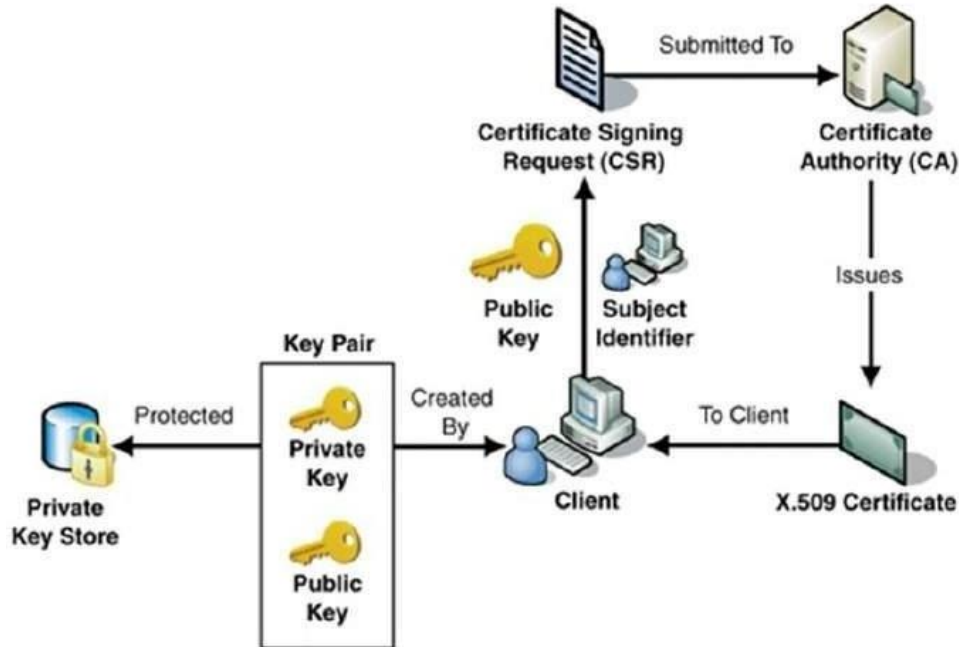 Submitted To
Certificate Signing
Request (CSR)
Certificate
Authority (CA)
Public
Key
Subject
Identifier
Issues
Key Pair
Protected
Private
Key
Created
By
To Client
Private
Key Store
Client
X.509 Certificate
Public
Key